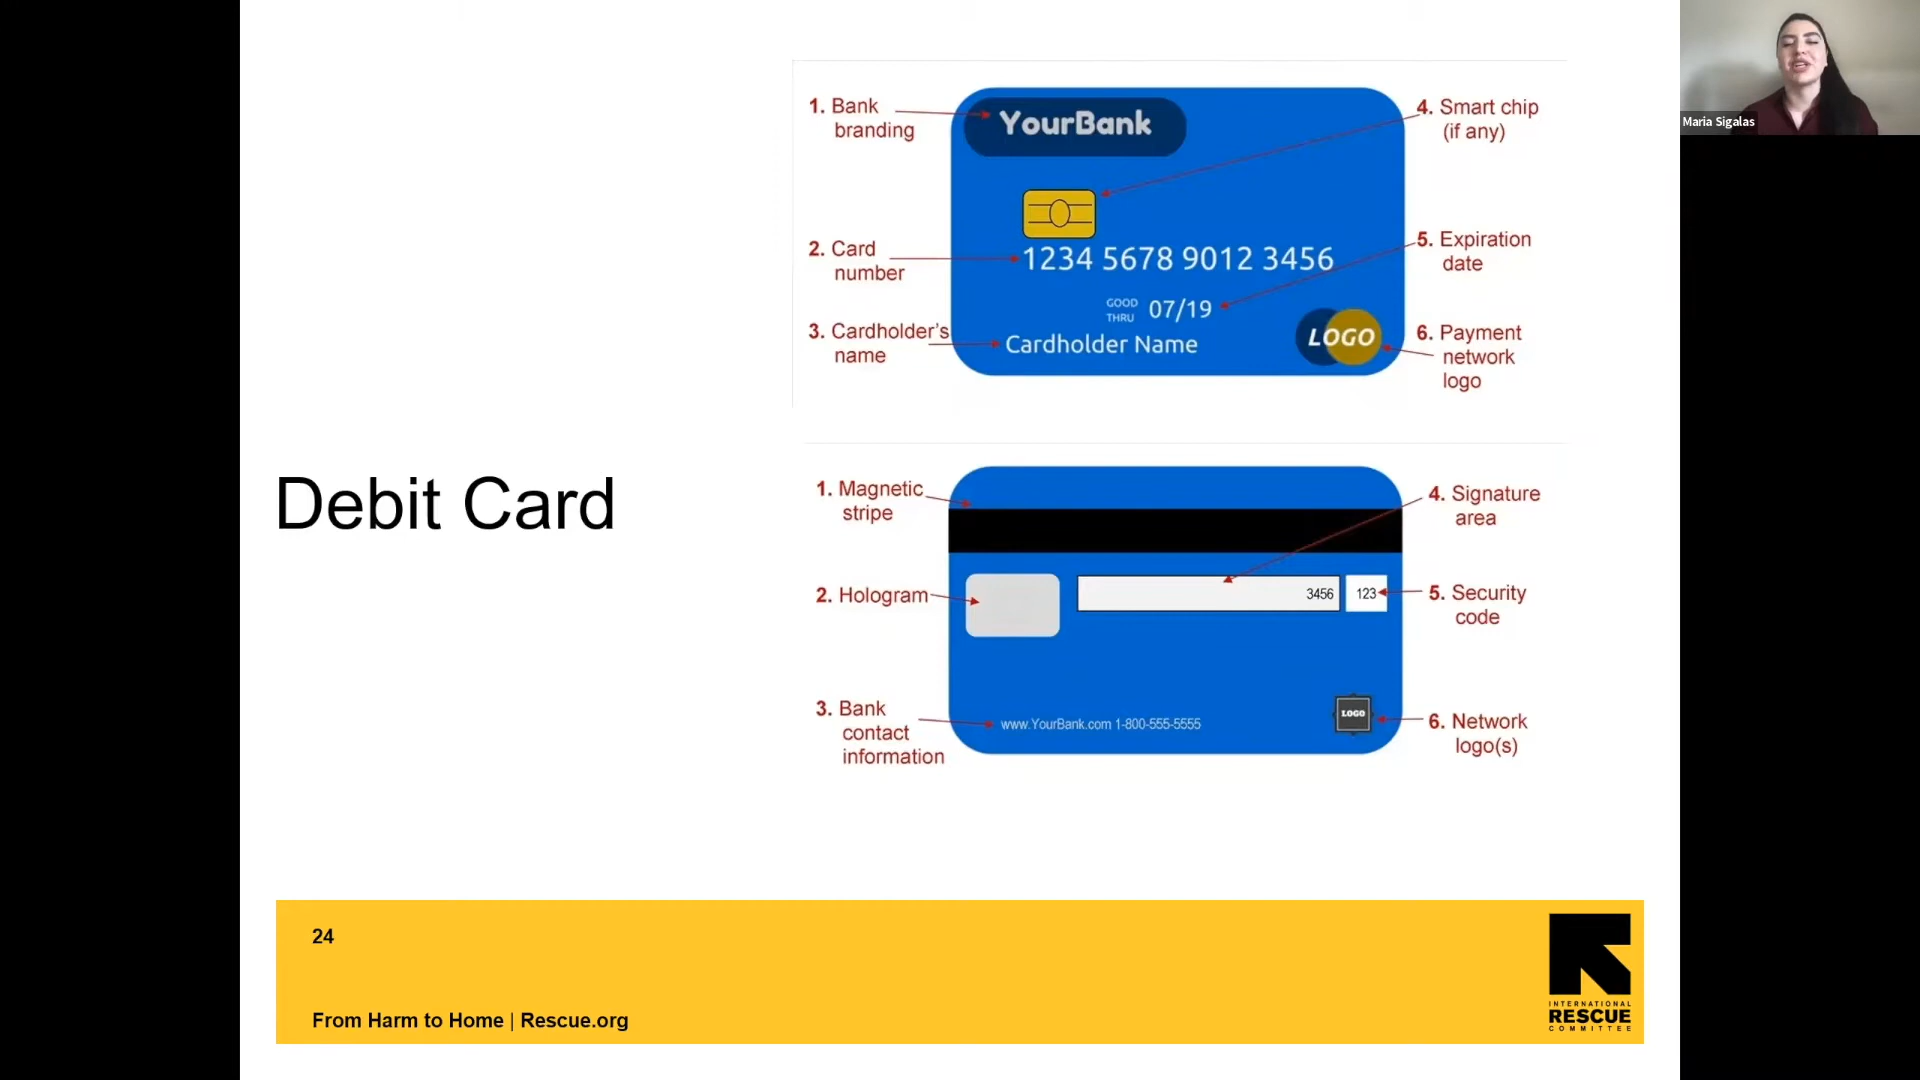 1. Bank
branding
YourBank
4. Smart chip
(if any)
2. Card
number
1234 5678 9012 3456
5. Expiration
date
GOOD
THRU
07/19
3. Cardholder's
name
Cardholder Name
LOGO
6. Payment
network
logo
Debit Card
1. Magnetic
stripe
4. Signature
area
2. Hologram
3456
123
5. Security
code
3. Bank
contact
information
www.YourBank.com 1-800-555-5555
LOGO
6. Network
logo(s)
24
From Harm to Home | Rescue.org
INTERNATIONAL
RESCUE
COMMITTEE
Maria Sigalas